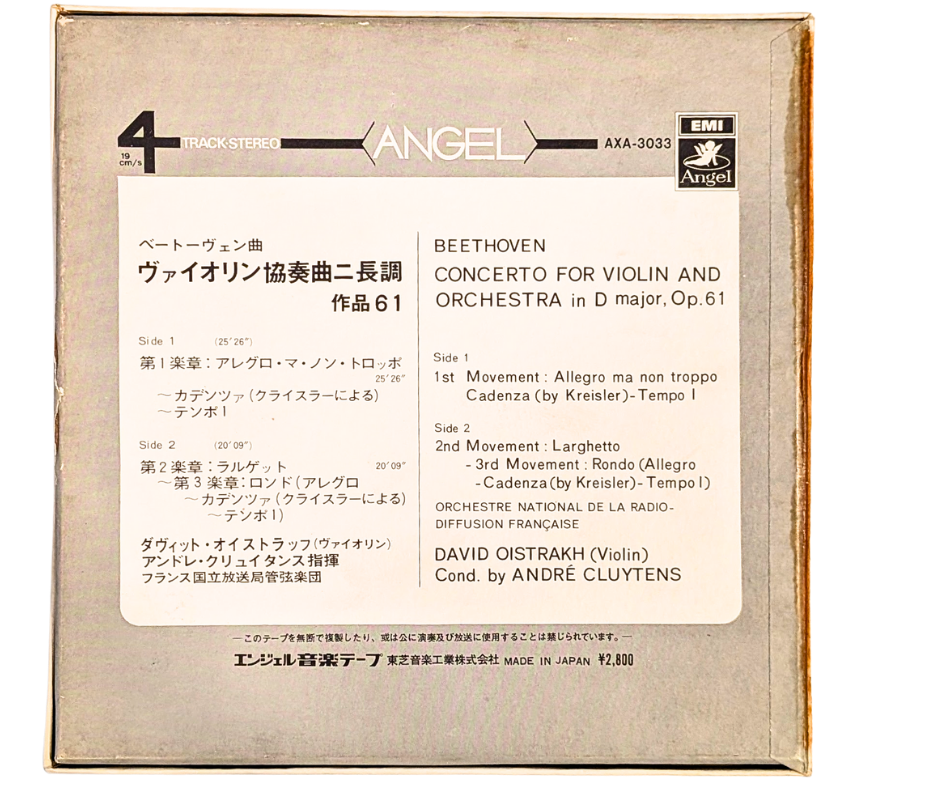 4 TRACK·STEREO ANGEL AXA-3033
19 cm/s
EMI
Angel
ベートーヴェン曲
ヴァイオリン協奏曲ニ長調
作品61
Side 1 (25′26″)
第1楽章：アレグロ・マ・ノン・トロッポ
25′26″
～カデンツァ（クライスラーによる）
～テンポⅠ
Side 2 (20′09″)
第2楽章：ラルゲット 20′09″
～第3楽章：ロンド（アレグロ
～カデンツァ（クライスラーによる）
～テンポⅠ）
ダヴィット・オイストラッフ（ヴァイオリン）
アンドレ・クリュイタンス指揮
フランス国立放送局管弦楽団
BEETHOVEN
CONCERTO FOR VIOLIN AND
ORCHESTRA in D major, Op.61
Side 1
1st Movement : Allegro ma non troppo
Cadenza (by Kreisler)-Tempo I
Side 2
2nd Movement : Larghetto
- 3rd Movement : Rondo (Allegro
-Cadenza(by Kreisler)-Tempo I)
ORCHESTRE NATIONAL DE LA RADIO-
DIFFUSION FRANÇAISE
DAVID OISTRAKH (Violin)
Cond. by ANDRÉ CLUYTENS
―このテープを無断で複製したり、或は公に演奏及び放送に使用することは禁じられています。―
エンジェル音楽テープ 東芝音楽工業株式会社 MADE IN JAPAN ¥2,800